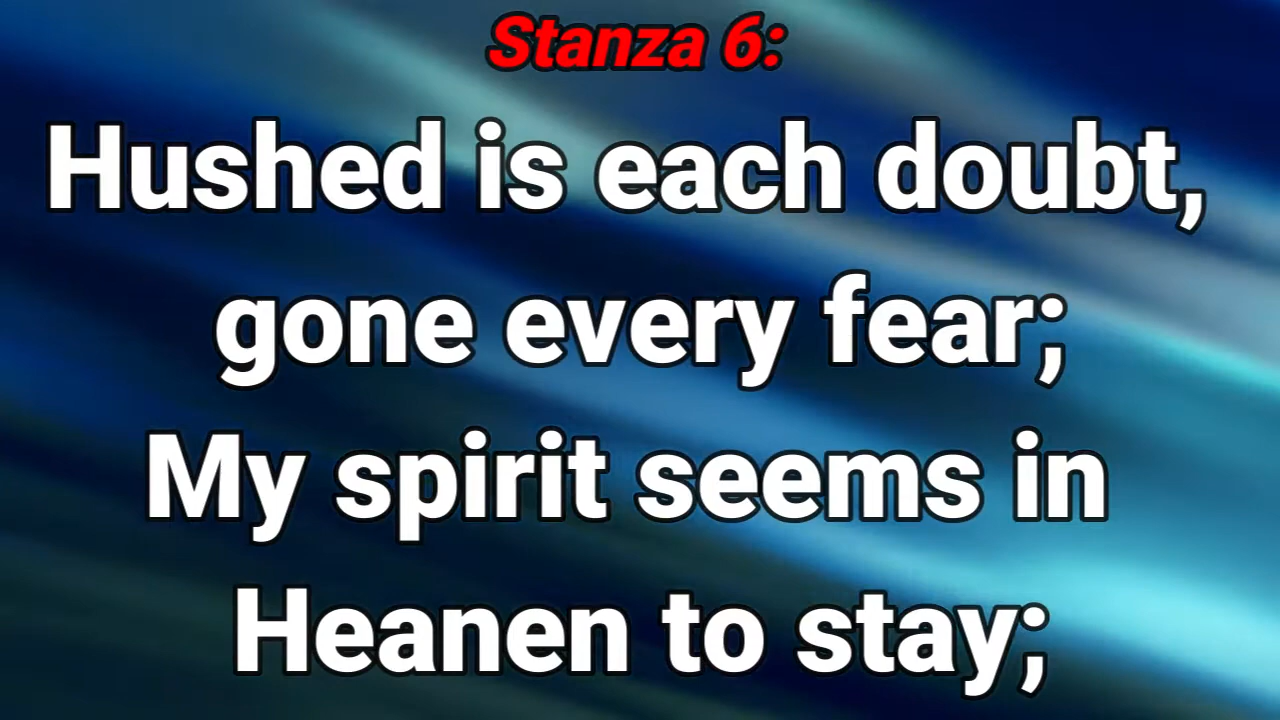 Stanza 6:
Hushed is each doubt,
gone every fear;
My spirit seems in
Heanen to stay;